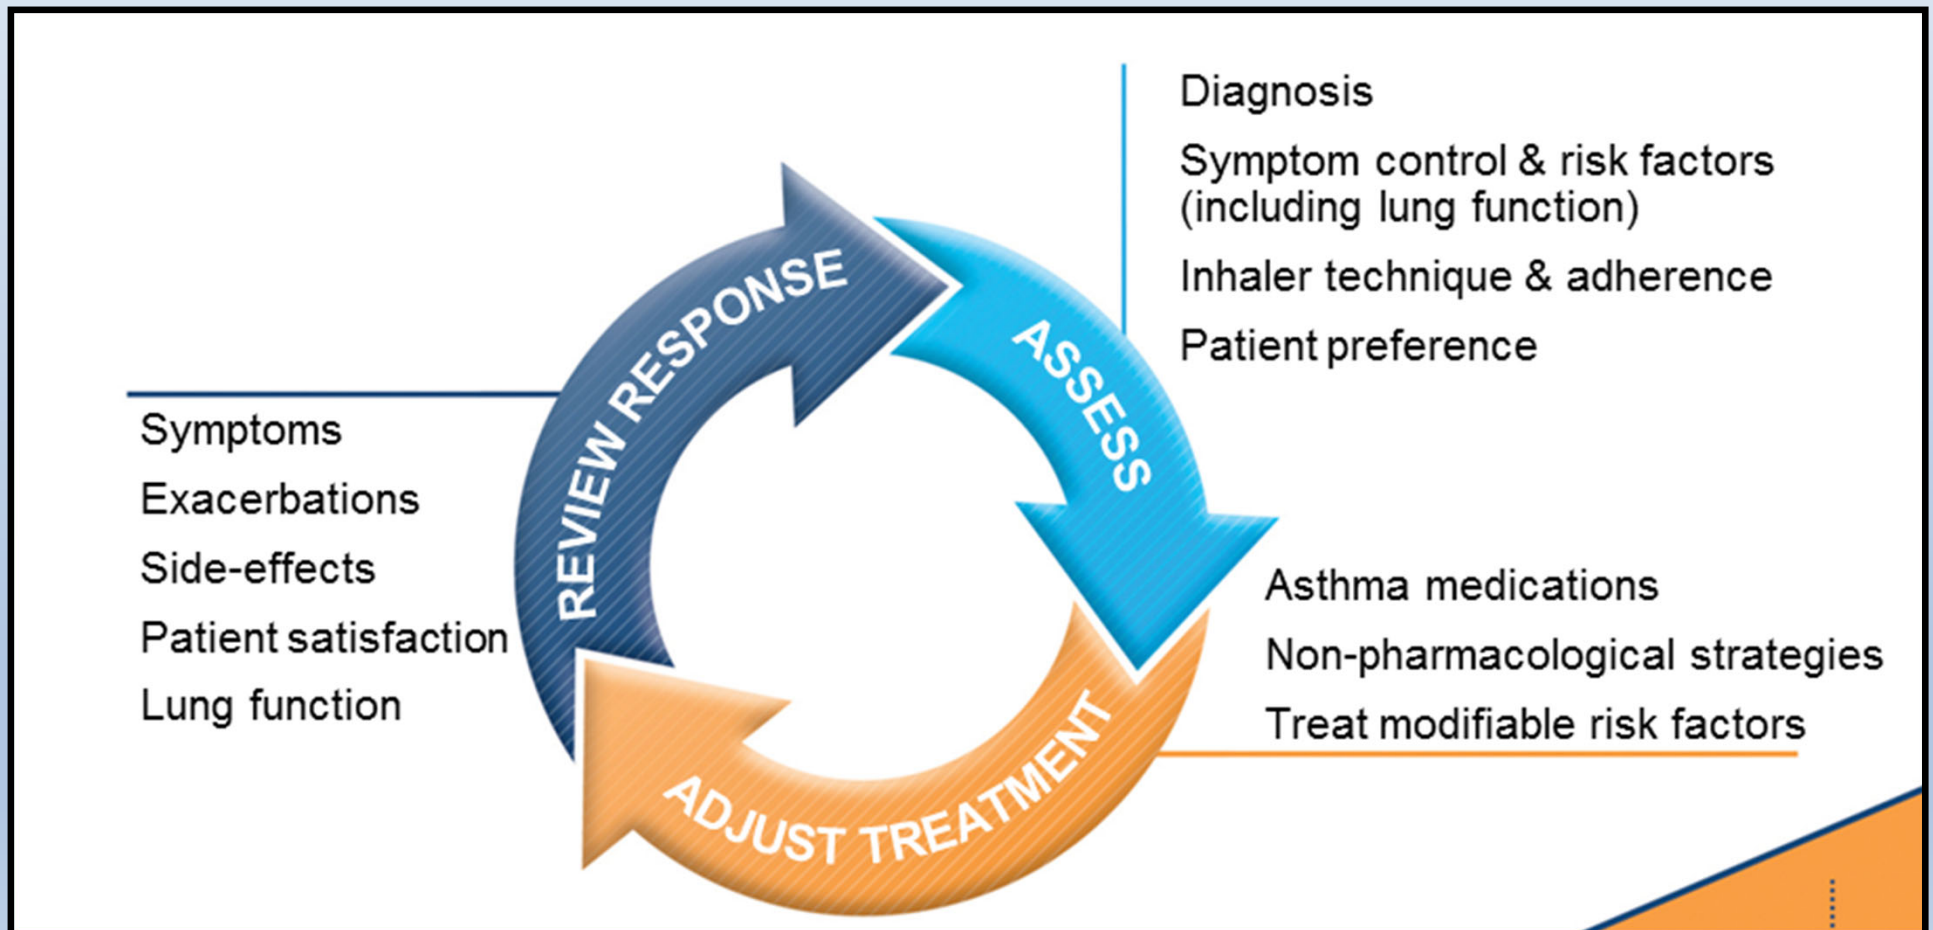 Diagnosis
Symptom control & risk factors
(including lung function)
Inhaler technique & adherence
Patient preference
REVIEW RESPONSE
ASSESS
Symptoms
Exacerbations
Side-effects
Patient satisfaction
Lung function
Asthma medications
Non-pharmacological strategies
Treat modifiable risk factors
ADJUST TREATMENT